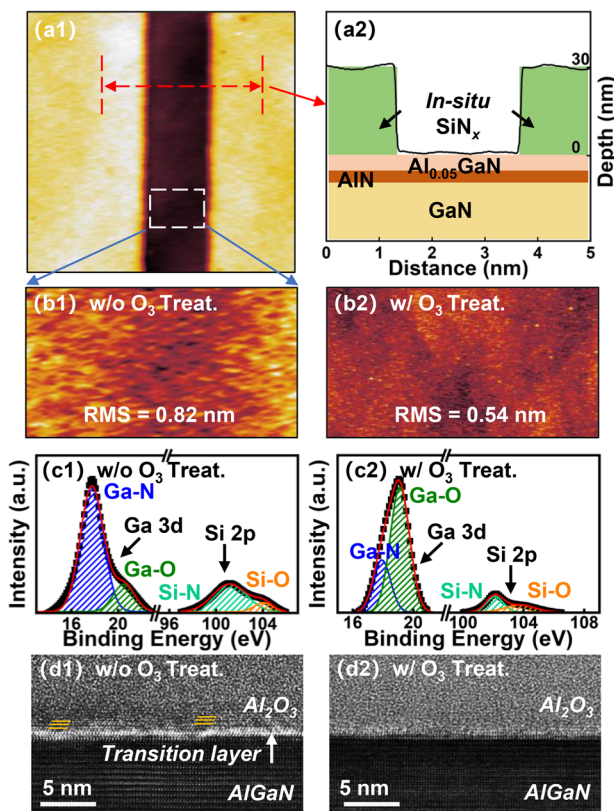 (a1)
(a2)
In-situ
SiNₓ
30
0
Depth (nm)
Al₀.₀₅GaN
AlN
GaN
0 1 2 3 4 5
Distance (nm)
(b1) w/o O₃ Treat.
RMS = 0.82 nm
(b2) w/ O₃ Treat.
RMS = 0.54 nm
(c1) w/o O₃ Treat.
Ga-N
Ga 3d
Ga-O
Si 2p
Si-N
Si-O
16 20 96 100 104
Binding Energy (eV)
Intensity (a.u.)
(c2) w/ O₃ Treat.
Ga-O
Ga-N
Ga 3d
Si 2p
Si-N
Si-O
16 20 100 104 108
Binding Energy (eV)
Intensity (a.u.)
(d1) w/o O₃ Treat.
Al₂O₃
Transition layer
5 nm
AlGaN
(d2) w/ O₃ Treat.
Al₂O₃
5 nm
AlGaN